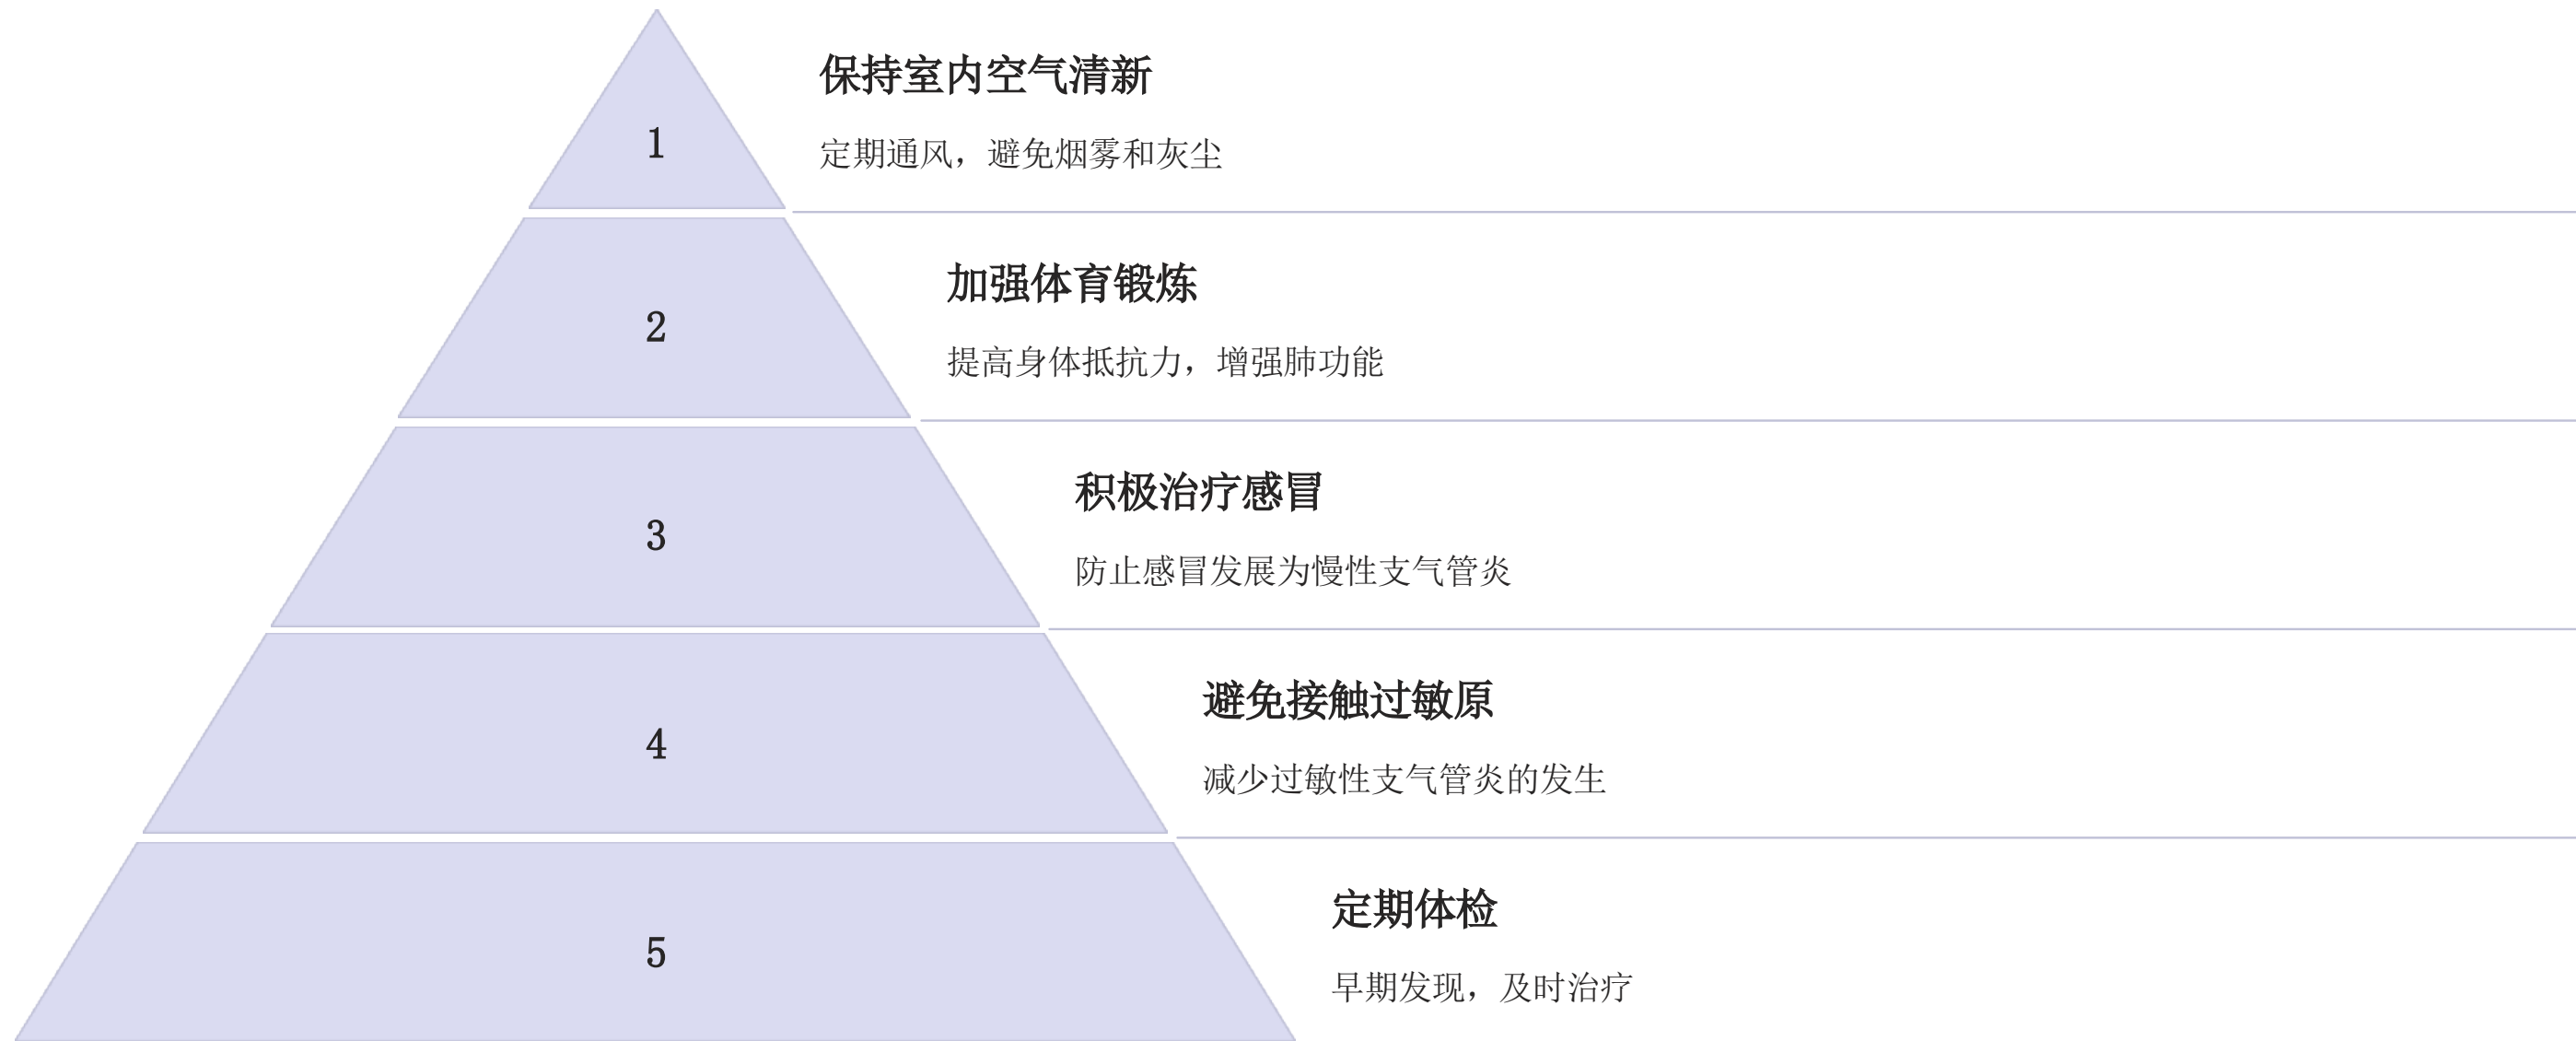 1
保持室内空气清新
定期通风，避免烟雾和灰尘
2
加强体育锻炼
提高身体抵抗力，增强肺功能
3
积极治疗感冒
防止感冒发展为慢性支气管炎
4
避免接触过敏原
减少过敏性支气管炎的发生
5
定期体检
早期发现，及时治疗